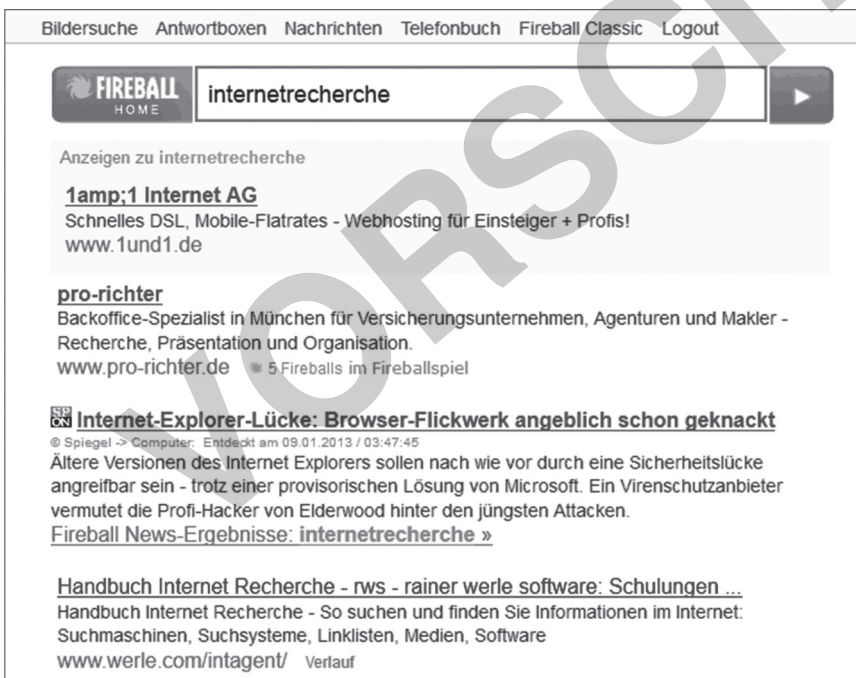 Bildersuche Antwortboxen Nachrichten Telefonbuch Fireball Classic Logout
FIREBALL
HOME
internetrecherche
Anzeigen zu internetrecherche
1amp;1 Internet AG
Schnelles DSL, Mobile-Flatrates - Webhosting für Einsteiger + Profis!
www.1und1.de
pro-richter
Backoffice-Spezialist in München für Versicherungsunternehmen, Agenturen und Makler -
Recherche, Präsentation und Organisation.
www.pro-richter.de 5 Fireballs im Fireballspiel
SP ON Internet-Explorer-Lücke: Browser-Flickwerk angeblich schon geknackt
© Spiegel -> Computer: Entdeckt am 09.01.2013 / 03:47:45
Ältere Versionen des Internet Explorers sollen nach wie vor durch eine Sicherheitslücke
angreifbar sein - trotz einer provisorischen Lösung von Microsoft. Ein Virenschutzanbieter
vermutet die Profi-Hacker von Elderwood hinter den jüngsten Attacken.
Fireball News-Ergebnisse: internetrecherche »
Handbuch Internet Recherche - rws - rainer werle software: Schulungen ...
Handbuch Internet Recherche - So suchen und finden Sie Informationen im Internet:
Suchmaschinen, Suchsysteme, Linklisten, Medien, Software
www.werle.com/intagent/ Verlauf
VORSCH